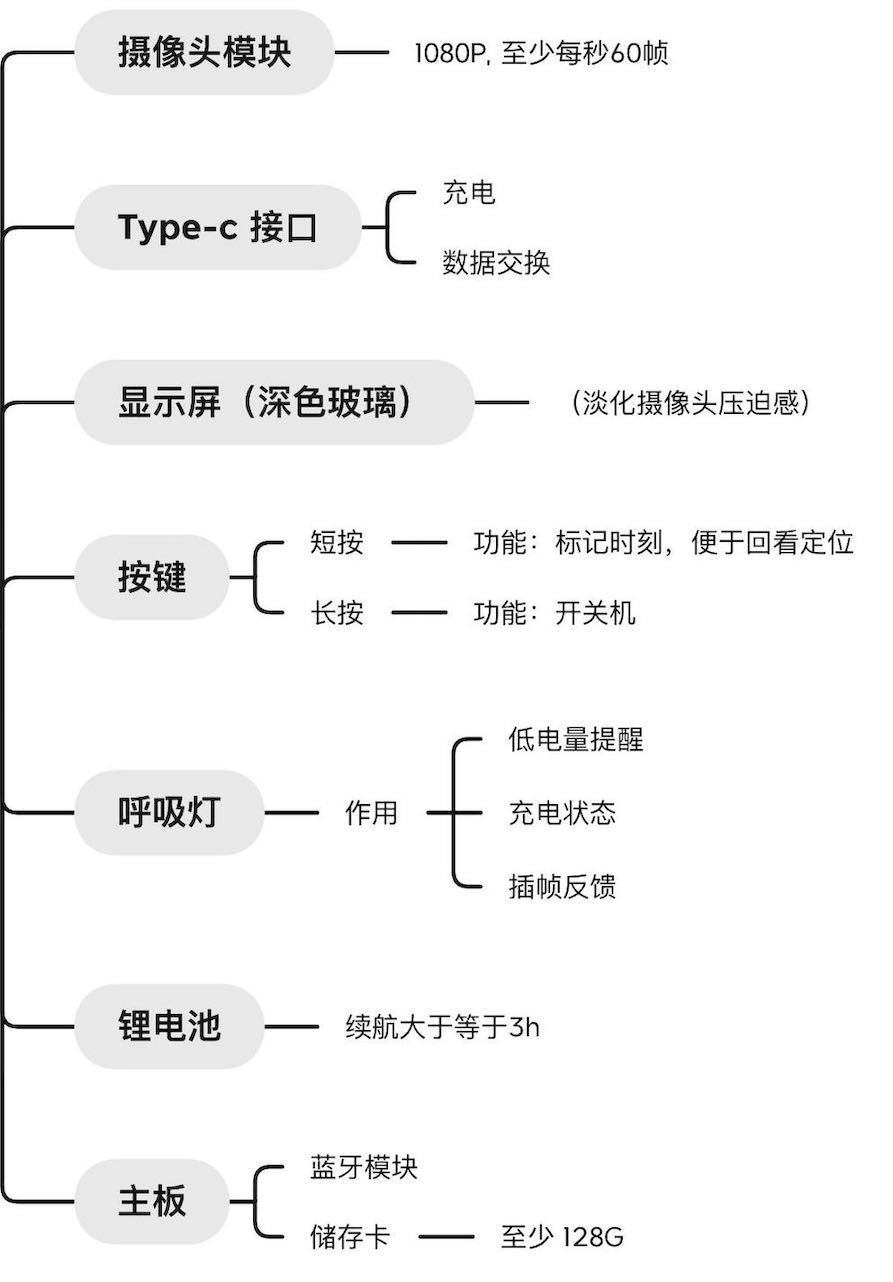 摄像头模块
1080P, 至少每秒60帧
Type-c 接口
充电
数据交换
显示屏（深色玻璃）
（淡化摄像头压迫感）
按键
短按
功能：标记时刻，便于回看定位
长按
功能：开关机
呼吸灯
作用
低电量提醒
充电状态
插帧反馈
锂电池
续航大于等于3h
主板
蓝牙模块
储存卡
至少 128G